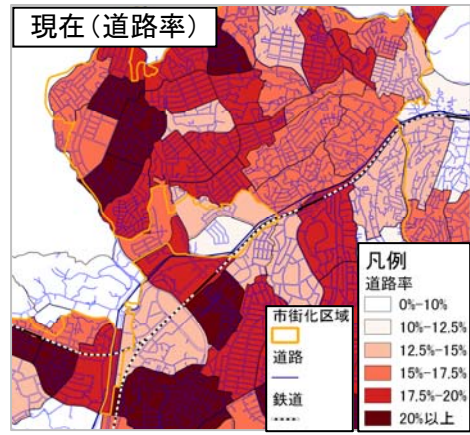 現在(道路率)
市街化区域
道路
鉄道
凡例
道路率
0%-10%
10%-12.5%
12.5%-15%
15%-17.5%
17.5%-20%
20%以上